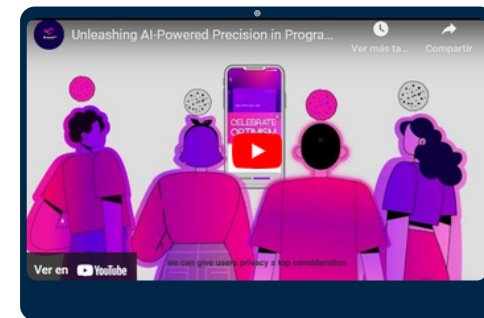 Unleashing AI-Powered Precision in Progra...
Ver más ta...
Compartir
CELEBRATE
OPTIMISM
we can give users privacy a top consideration
Ver en YouTube